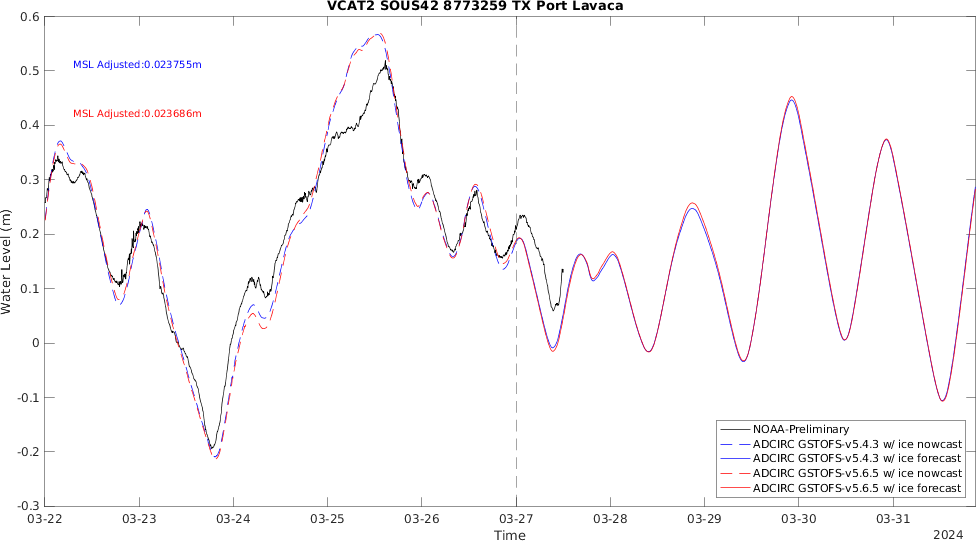 VCAT2 SOUS42 8773259 TX Port Lavaca
0.6
0.5
0.4
0.3
0.2
0.1
0
-0.1
-0.2
-0.3
Water Level (m)
MSL Adjusted:0.023755m
MSL Adjusted:0.023686m
NOAA-Preliminary
ADCIRC GSTOFS-v5.4.3 w/ ice nowcast
ADCIRC GSTOFS-v5.4.3 w/ ice forecast
ADCIRC GSTOFS-v5.6.5 w/ ice nowcast
ADCIRC GSTOFS-v5.6.5 w/ ice forecast
03-22 03-23 03-24 03-25 03-26 03-27 03-28 03-29 03-30 03-31
Time
2024